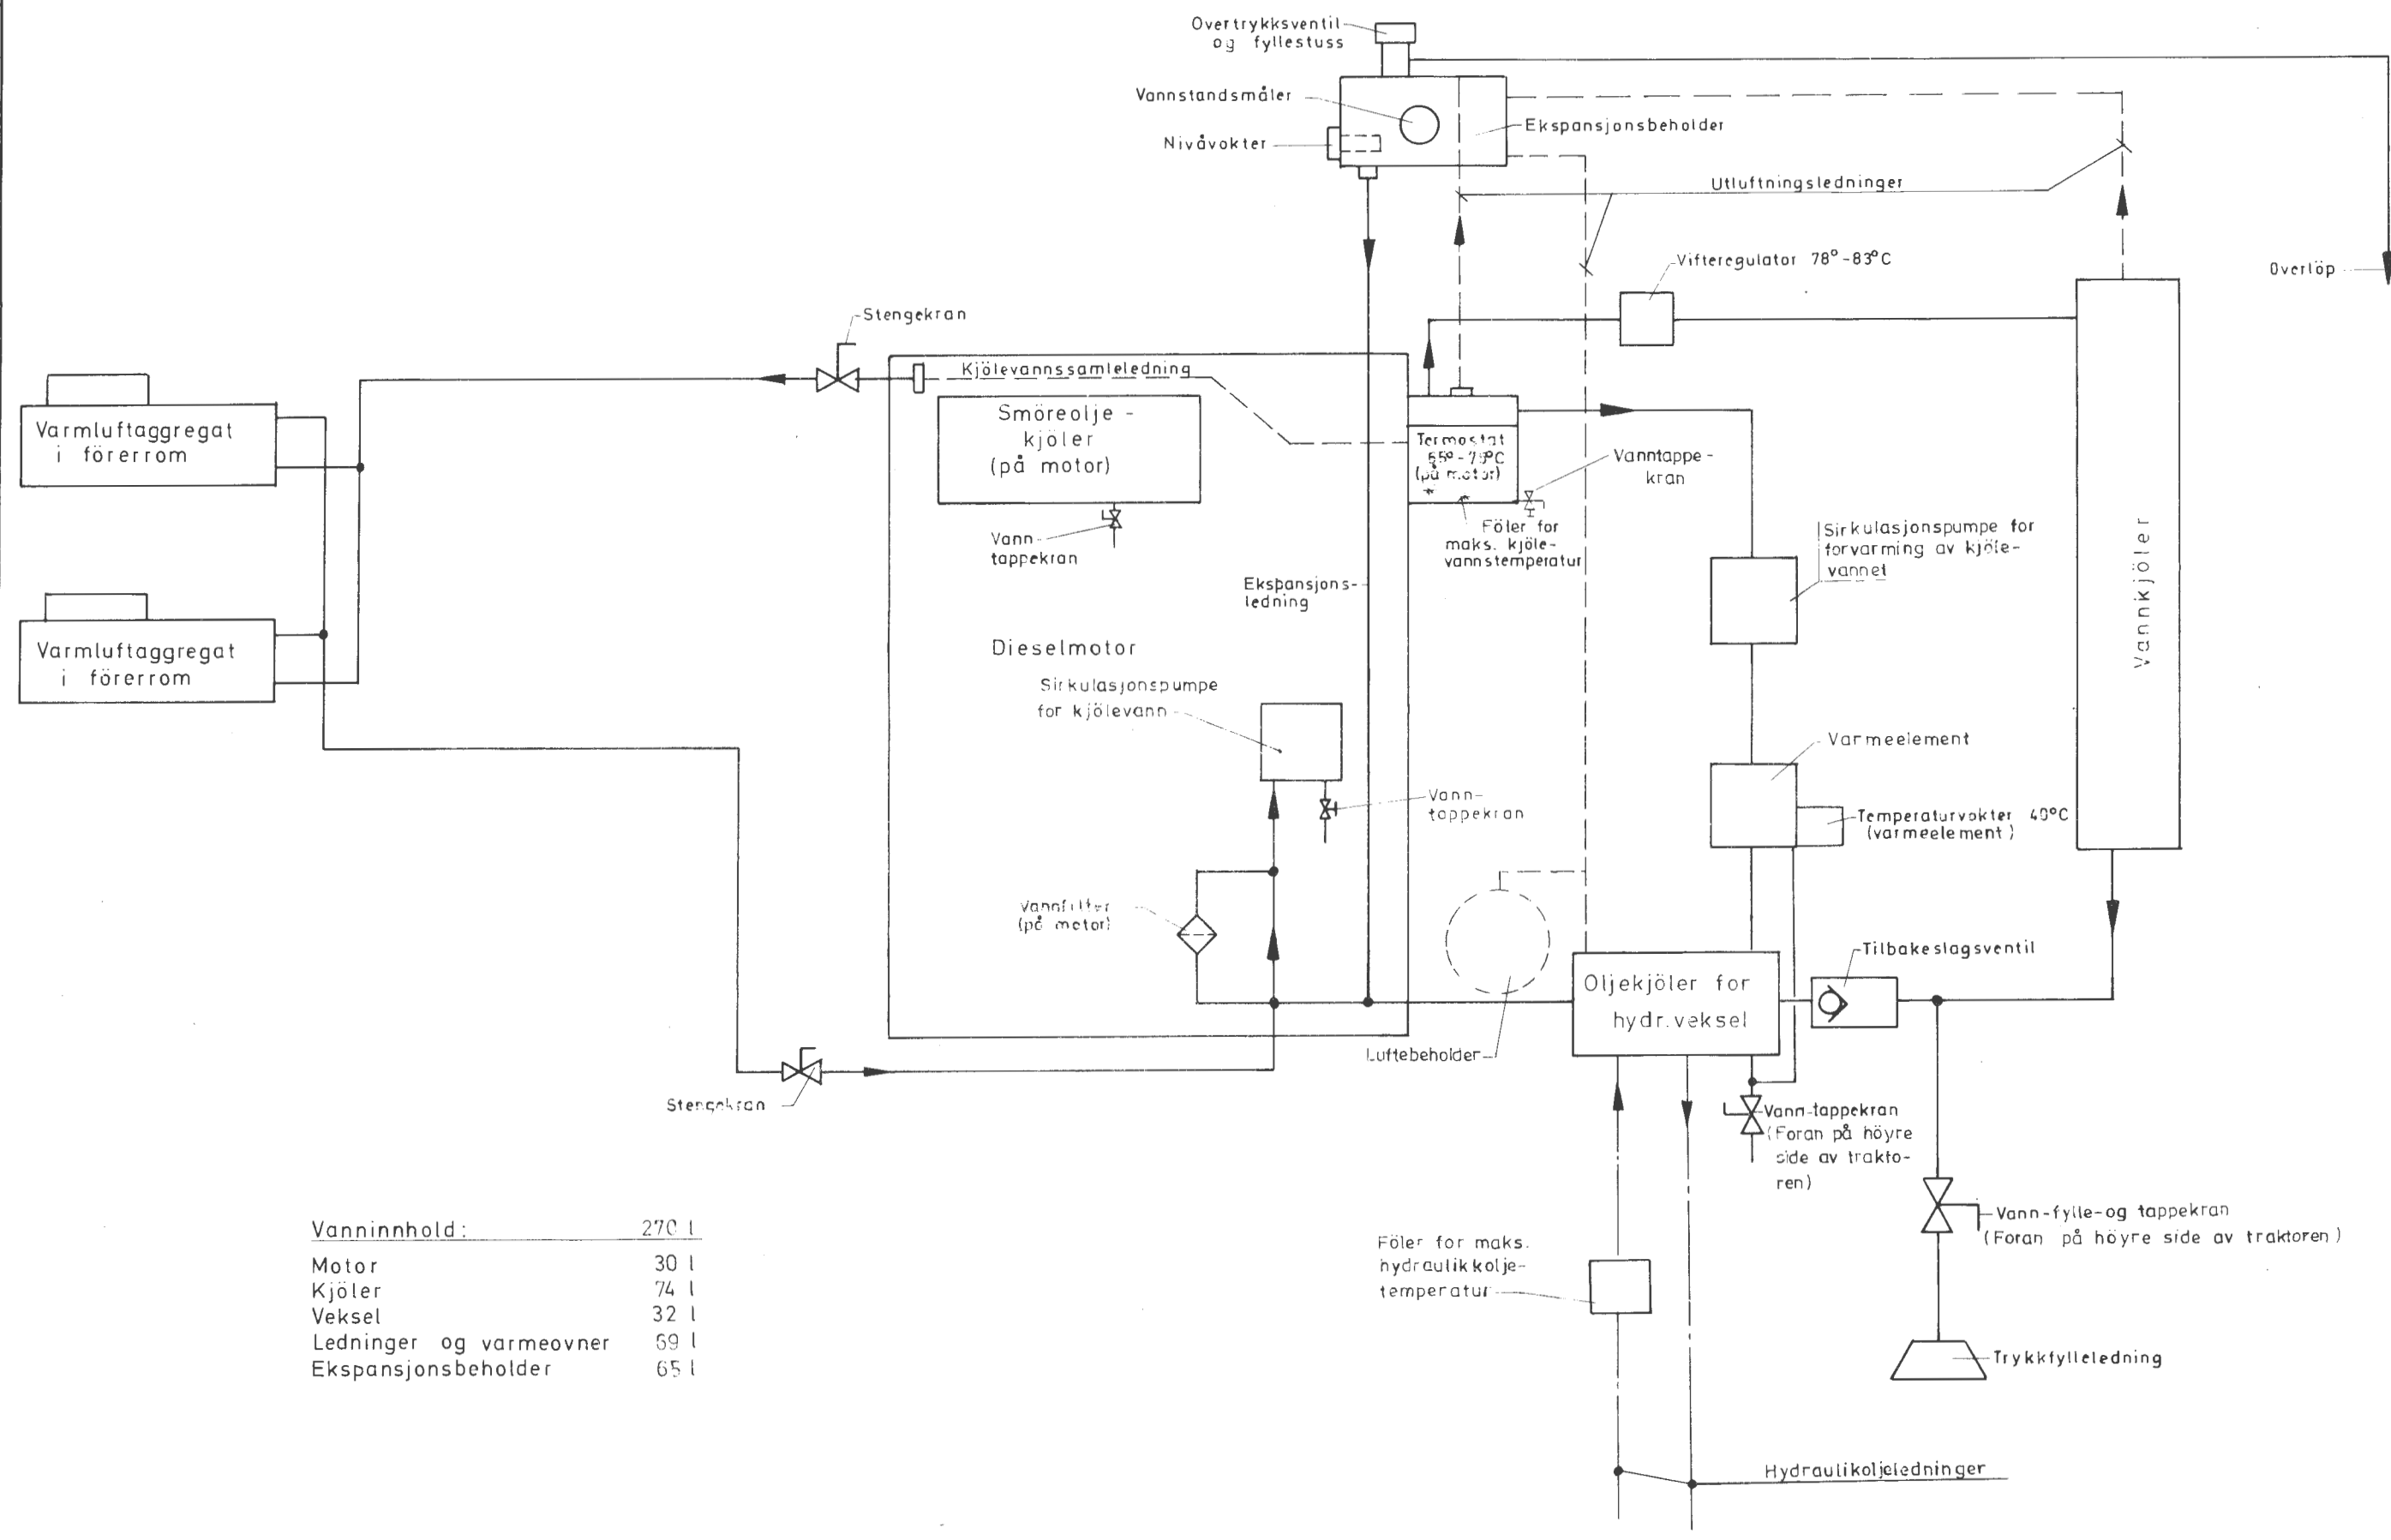 Overtrykksventil
og fyllestuss
Vannstandsmåler
Nivåvokter
Ekspansjonsbeholder
Utluftningsledninger
Vifteregulator 78°-83°C
Overlöp
Stengekran
Kjölevannssamleledning
Varmluftaggregat
i förerrom
Smöreolje -
kjöler
(på motor)
Termostat
(på motor)
Vanntappe -
kran
Vann -
tappekran
Föler for
maks. kjöle-
vannstemperatur
Sirkulasjonspumpe for
forvarming av kjöle-
vannet
Vannkjöler
Ekspansjons-
ledning
Varmluftaggregat
i förerrom
Dieselmotor
Sirkulasjonspumpe
for kjölevann
Varmeelement
Vann-
tappekran
Temperaturvokter 40°C
(varmeelement)
Vannfilter
(på motor)
Tilbakeslagsventil
Oljekjöler for
hydr.veksel
Luftebeholder
Stengekran
Vann-tappekran
(Foran på höyre
side av trakto-
ren)
Vann-fylle-og tappekran
(Foran på höyre side av traktoren)
Föler for maks.
hydraulikkolje-
temperatur
Trykkfylleledning
Hydraulikoljeledninger
Vanninnhold: 270 l
Motor 30 l
Kjöler 74 l
Veksel 32 l
Ledninger og varmeovner 69 l
Ekspansjonsbeholder 65 l